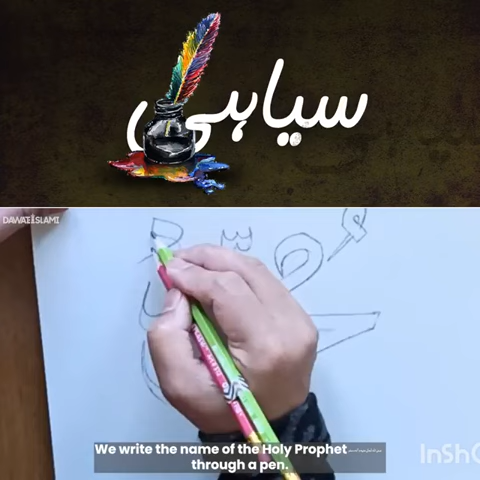 سیاہی
DAWATEISLAMI
We write the name of the Holy Prophet
through a pen.
InSh